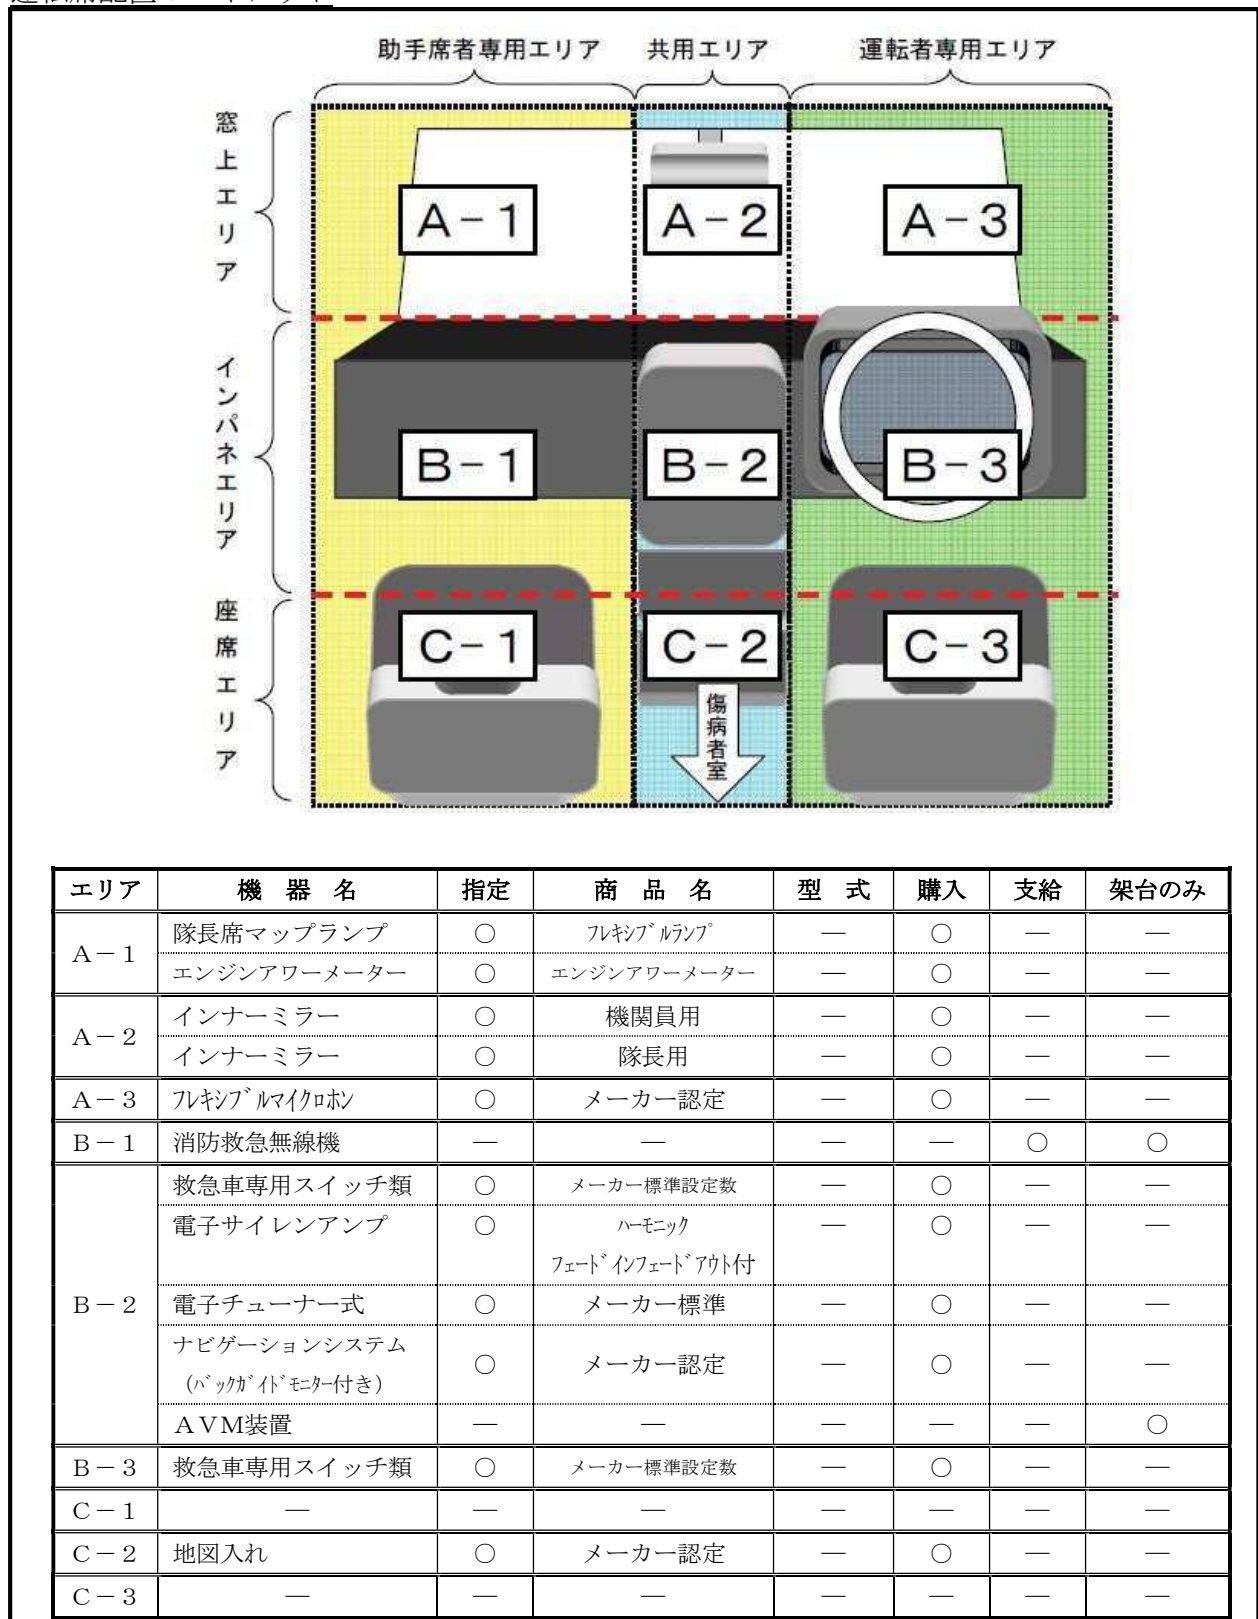 助手席者専用エリア 共用エリア 運転者専用エリア
窓上エリア
A-1 A-2 A-3
インパネエリア
B-1 B-2 B-3
座席エリア
C-1 C-2 C-3
傷病者室
エリア 機 器 名 指定 商 品 名 型 式 購入 支給 架台のみ
A-1 隊長席マップランプ ○ フレキシブルランプ ― ○ ― ―
エンジンアワーメーター ○ エンジンアワーメーター ― ○ ― ―
A-2 インナーミラー ○ 機関員用 ― ○ ― ―
インナーミラー ○ 隊長用 ― ○ ― ―
A-3 フレキシブルマイクロホン ○ メーカー認定 ― ○ ― ―
B-1 消防救急無線機 ― ― ― ― ○ ○
B-2 救急車専用スイッチ類 ○ メーカー標準設定数 ― ○ ― ―
電子サイレンアンプ ○ ハーモニック ― ○ ― ―
フェードインフェードアウト付
電子チューナー式 ○ メーカー標準 ― ○ ― ―
ナビゲーションシステム
(バックガイドモニター付き) ○ メーカー認定 ― ○ ― ―
AVM装置 ― ― ― ― ― ○
B-3 救急車専用スイッチ類 ○ メーカー標準設定数 ― ○ ― ―
C-1 ― ― ― ― ― ― ―
C-2 地図入れ ○ メーカー認定 ― ○ ― ―
C-3 ― ― ― ― ― ― ―